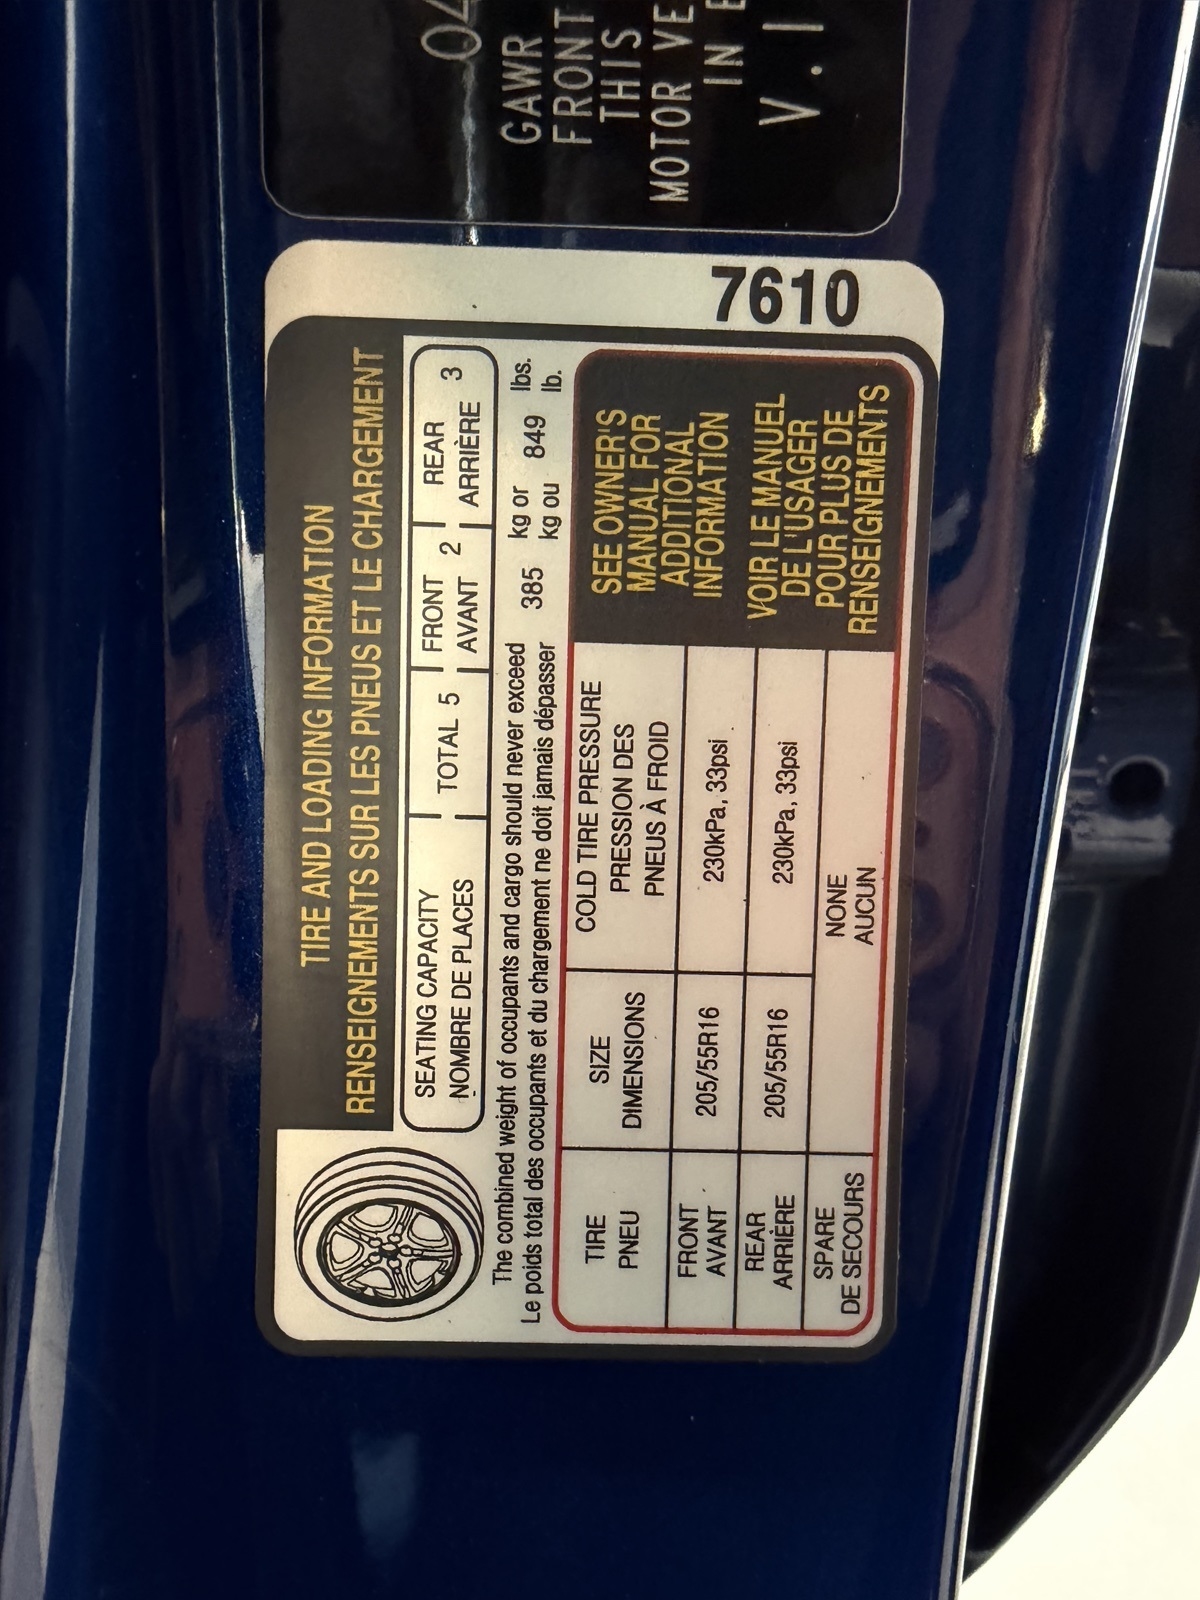 04
GAWR
FRONT
THIS
MOTOR VE
IN
V.I
7610
TIRE AND LOADING INFORMATION
RENSEIGNEMENTS SUR LES PNEUS ET LE CHARGEMENT
SEATING CAPACITY TOTAL 5 FRONT 2 REAR 3
NOMBRE DE PLACES AVANT ARRIÈRE
The combined weight of occupants and cargo should never exceed 385 kg or 849 lbs.
Le poids total des occupants et du chargement ne doit jamais dépasser kg ou lb.
TIRE SIZE COLD TIRE PRESSURE
PNEU DIMENSIONS PRESSION DES
PNEUS À FROID
FRONT 205/55R16 230kPa, 33psi
AVANT
REAR 205/55R16 230kPa, 33psi
ARRIÈRE
SPARE NONE
DE SECOURS AUCUN
SEE OWNER'S
MANUAL FOR
ADDITIONAL
INFORMATION
VOIR LE MANUEL
DE L'USAGER
POUR PLUS DE
RENSEIGNEMENTS